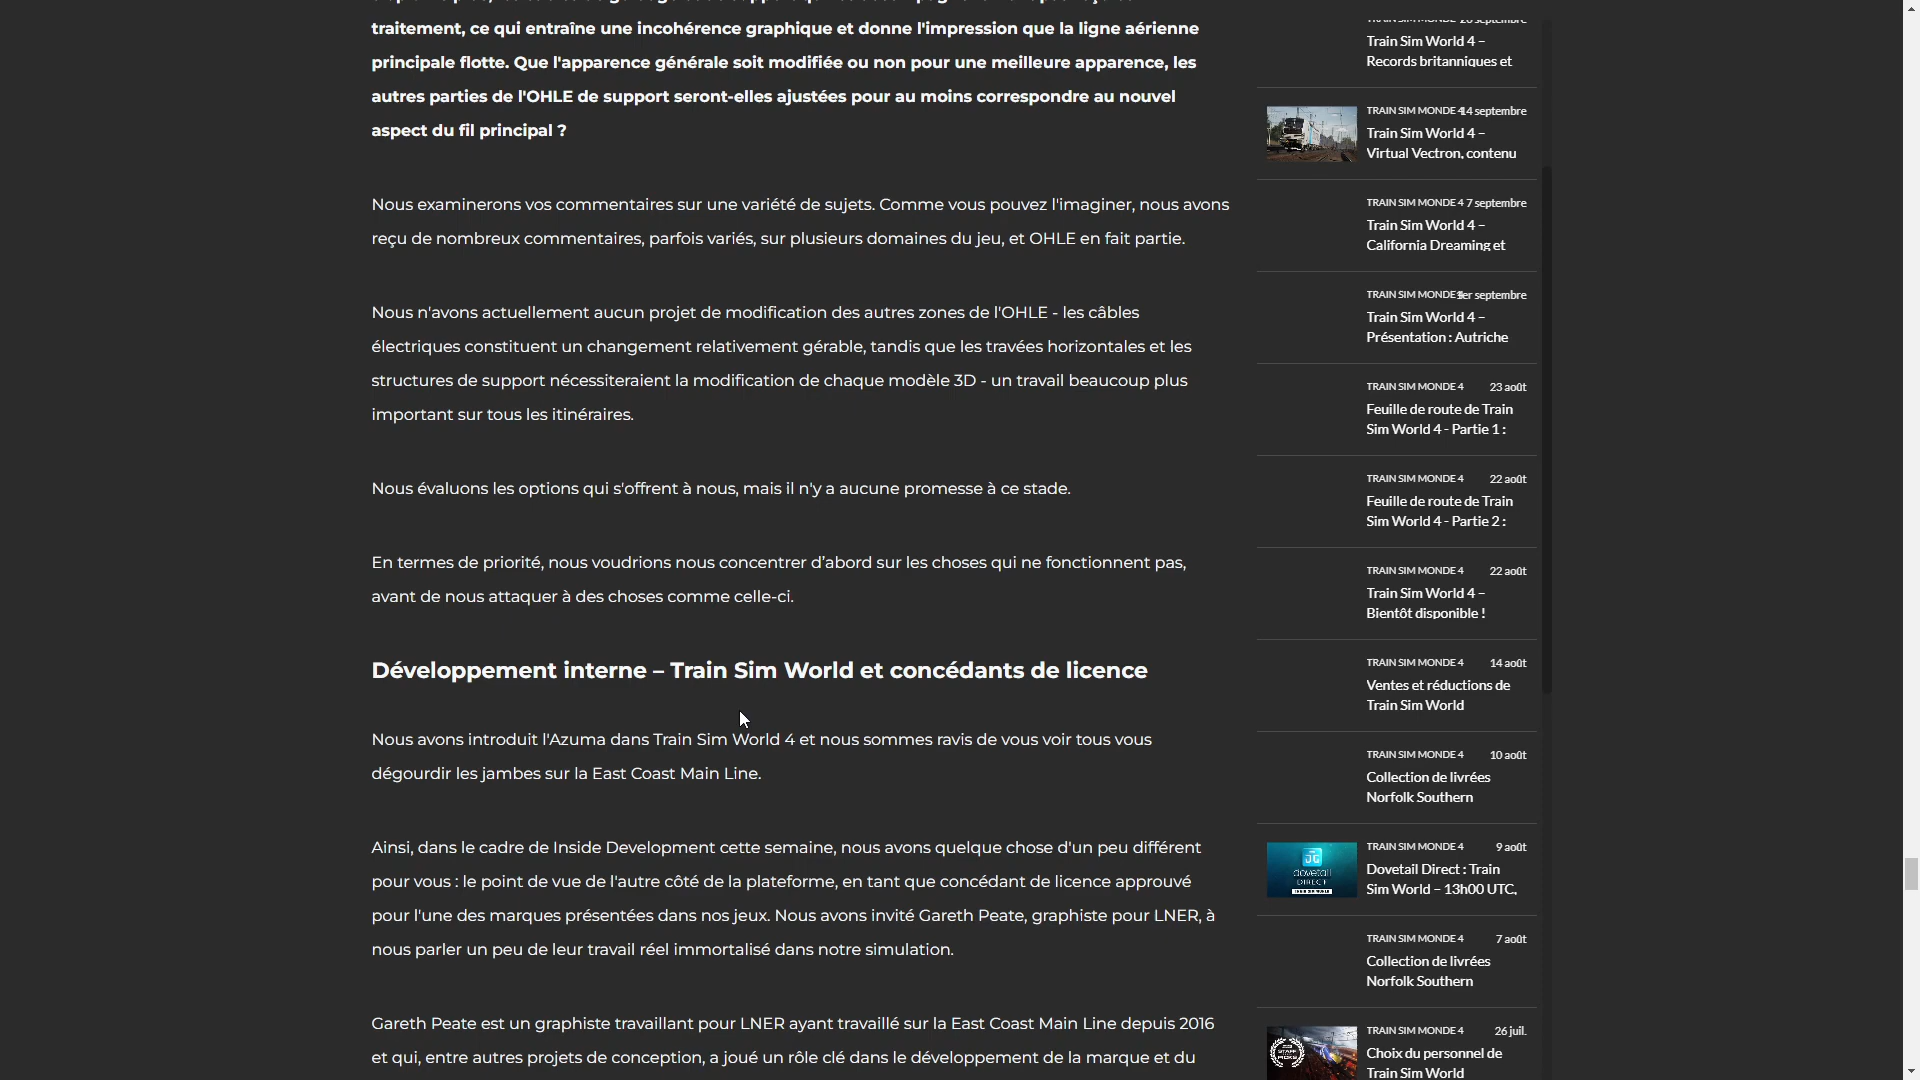 traitement, ce qui entraîne une incohérence graphique et donne l'impression que la ligne aérienne
principale flotte. Que l'apparence générale soit modifiée ou non pour une meilleure apparence, les
autres parties de l'OHLE de support seront-elles ajustées pour au moins correspondre au nouvel
aspect du fil principal ?
Nous examinerons vos commentaires sur une variété de sujets. Comme vous pouvez l'imaginer, nous avons
reçu de nombreux commentaires, parfois variés, sur plusieurs domaines du jeu, et OHLE en fait partie.
Nous n'avons actuellement aucun projet de modification des autres zones de l'OHLE - les câbles
électriques constituent un changement relativement gérable, tandis que les travées horizontales et les
structures de support nécessiteraient la modification de chaque modèle 3D - un travail beaucoup plus
important sur tous les itinéraires.
Nous évaluons les options qui s'offrent à nous, mais il n'y a aucune promesse à ce stade.
En termes de priorité, nous voudrions nous concentrer d’abord sur les choses qui ne fonctionnent pas,
avant de nous attaquer à des choses comme celle-ci.
Développement interne – Train Sim World et concédants de licence
Nous avons introduit l'Azuma dans Train Sim World 4 et nous sommes ravis de vous voir tous vous
dégourdir les jambes sur la East Coast Main Line.
Ainsi, dans le cadre de Inside Development cette semaine, nous avons quelque chose d'un peu différent
pour vous : le point de vue de l'autre côté de la plateforme, en tant que concédant de licence approuvé
pour l'une des marques présentées dans nos jeux. Nous avons invité Gareth Peate, graphiste pour LNER, à
nous parler un peu de leur travail réel immortalisé dans notre simulation.
Gareth Peate est un graphiste travaillant pour LNER ayant travaillé sur la East Coast Main Line depuis 2016
et qui, entre autres projets de conception, a joué un rôle clé dans le développement de la marque et du
Train Sim World 4 –
Records britanniques et
TRAIN SIM MONDE 4 14 septembre
Train Sim World 4 –
Virtual Vectron, contenu
TRAIN SIM MONDE 4 7 septembre
Train Sim World 4 –
California Dreaming et
TRAIN SIM MONDE 1er septembre
Train Sim World 4 –
Présentation : Autriche
TRAIN SIM MONDE 4 23 août
Feuille de route de Train
Sim World 4 - Partie 1 :
TRAIN SIM MONDE 4 22 août
Feuille de route de Train
Sim World 4 - Partie 2 :
TRAIN SIM MONDE 4 22 août
Train Sim World 4 –
Bientôt disponible !
TRAIN SIM MONDE 4 14 août
Ventes et réductions de
Train Sim World
TRAIN SIM MONDE 4 10 août
Collection de livrées
Norfolk Southern
dovetail
DIRECT
TRAIN SIM MONDE 4 9 août
Dovetail Direct : Train
Sim World – 13h00 UTC,
TRAIN SIM MONDE 4 7 août
Collection de livrées
Norfolk Southern
STAFF
PICKS
TRAIN SIM MONDE 4 26 juil.
Choix du personnel de
Train Sim World